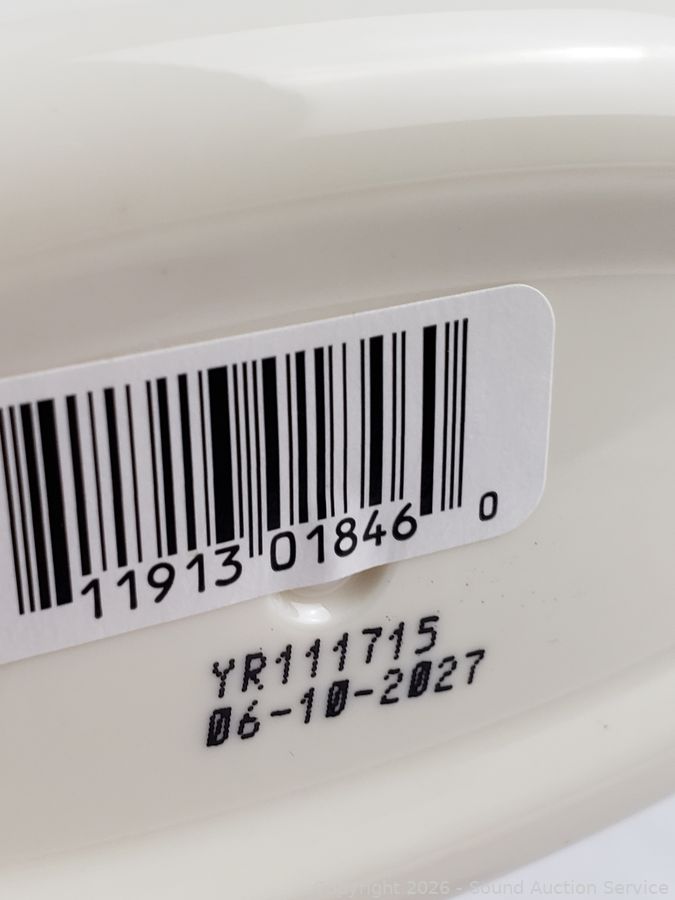 11913 01846 0
YR111715
06-10-2027
Copyright 2026 - Sound Auction Service